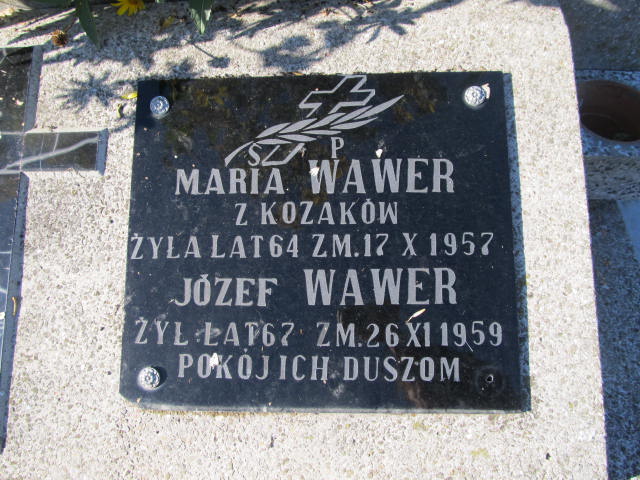 Ś P
MARIA WAWER
Z KOZAKÓW
ŻYŁA LAT 64 ZM. 17 X 1957
JÓZEF WAWER
ŻYŁ LAT 67 ZM. 26 XI 1959
POKÓJ ICH DUSZOM